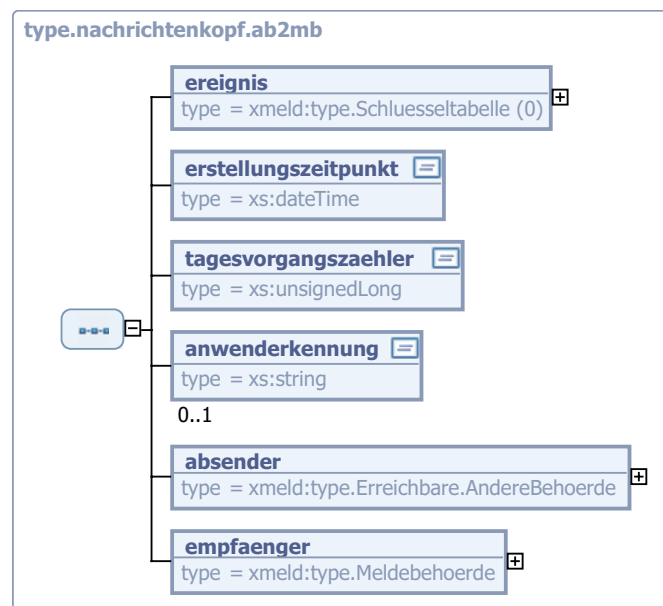 type.nachrichtenkopf.ab2mb
ereignis
type = xmeld:type.Schluesseltabelle (0)
erstellungszeitpunkt
type = xs:dateTime
tagesvorgangszaehler
type = xs:unsignedLong
anwenderkennung
type = xs:string
0..1
absender
type = xmeld:type.Erreichbare.AndereBehoerde
empfaenger
type = xmeld:type.Meldebehoerde